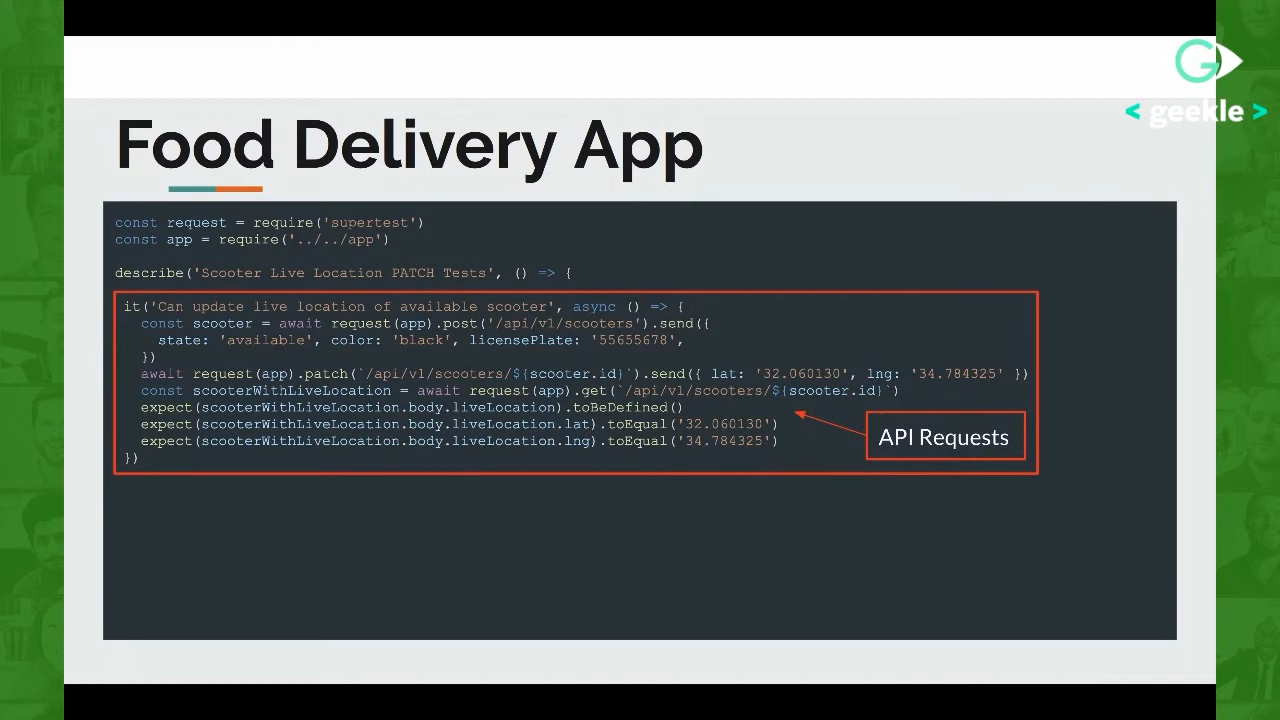 geekle
Food Delivery App
const request = require('supertest')
const app = require('../../app')
describe('Scooter Live Location PATCH Tests', () => {
it('Can update live location of available scooter', async () => {
const scooter = await request(app).post('/api/v1/scooters').send({
state: 'available', color: 'black', licensePlate: '55655678',
})
await request(app).patch(`/api/v1/scooters/${scooter.id}`).send({ lat: '32.060130', lng: '34.784325' })
const scooterWithLiveLocation = await request(app).get(`/api/v1/scooters/${scooter.id}`)
expect(scooterWithLiveLocation.body.liveLocation).toBeDefined()
expect(scooterWithLiveLocation.body.liveLocation.lat).toEqual('32.060130')
expect(scooterWithLiveLocation.body.liveLocation.lng).toEqual('34.784325')
})
API Requests